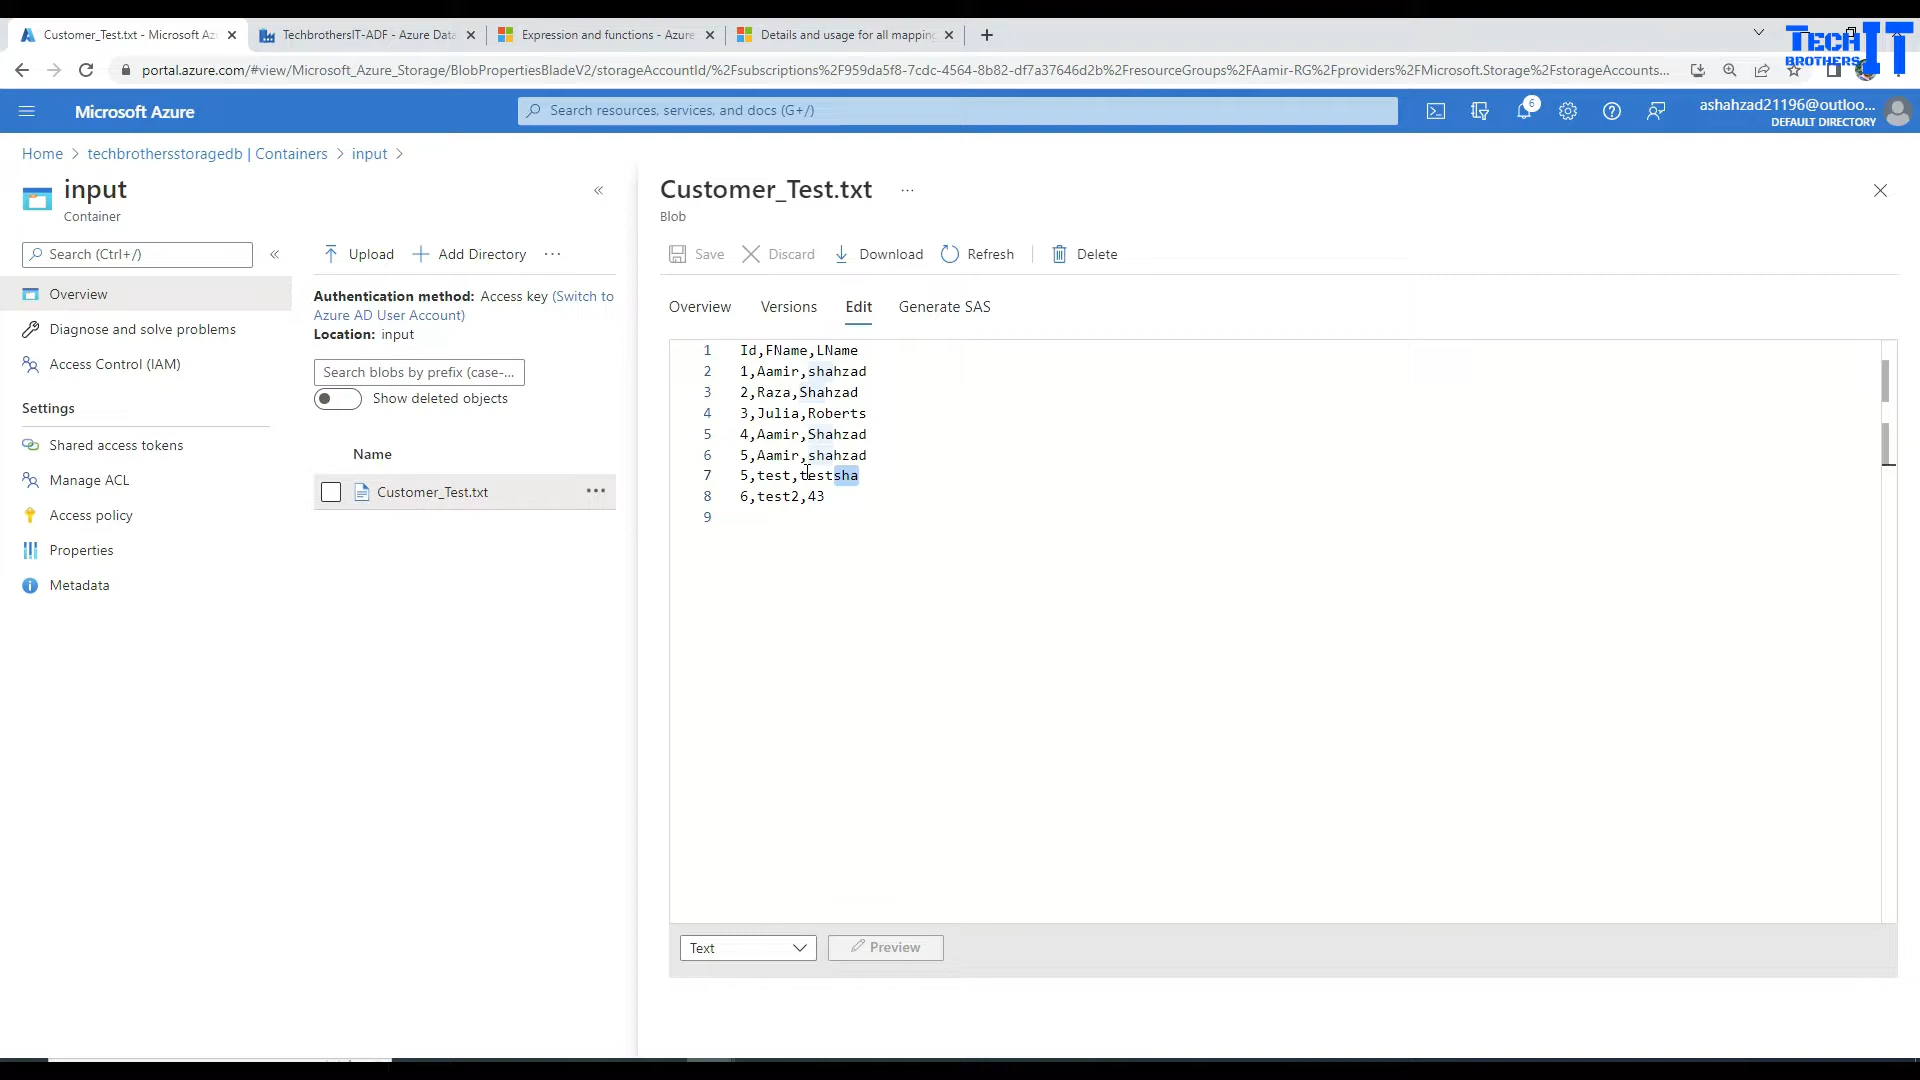 Customer_Test.txt - Microsoft Az
TechbrothersIT-ADF - Azure Data
Expression and functions - Azure
Details and usage for all mapping
TECH IT
BROTHERS
portal.azure.com/#view/Microsoft_Azure_Storage/BlobPropertiesBladeV2/storageAccountId/%2Fsubscriptions%2F959da5f8-7cdc-4564-8b82-df7a37646d2b%2FresourceGroups%2FAamir-RG%2Fproviders%2FMicrosoft.Storage%2FstorageAccounts...
Microsoft Azure
Search resources, services, and docs (G+/)
6
ashahzad21196@outloo...
DEFAULT DIRECTORY
Home > techbrothersstoragedb | Containers > input >
input
Container
Search (Ctrl+/)
Overview
Diagnose and solve problems
Access Control (IAM)
Settings
Shared access tokens
Manage ACL
Access policy
Properties
Metadata
Upload
Add Directory
Authentication method: Access key (Switch to
Azure AD User Account)
Location: input
Search blobs by prefix (case-...
Show deleted objects
Name
Customer_Test.txt
Customer_Test.txt
Blob
Save
Discard
Download
Refresh
Delete
Overview
Versions
Edit
Generate SAS
1 Id,FName,LName
2 1,Aamir,shahzad
3 2,Raza,Shahzad
4 3,Julia,Roberts
5 4,Aamir,Shahzad
6 5,Aamir,shahzad
7 5,test,testsha
8 6,test2,43
9
Text
Preview